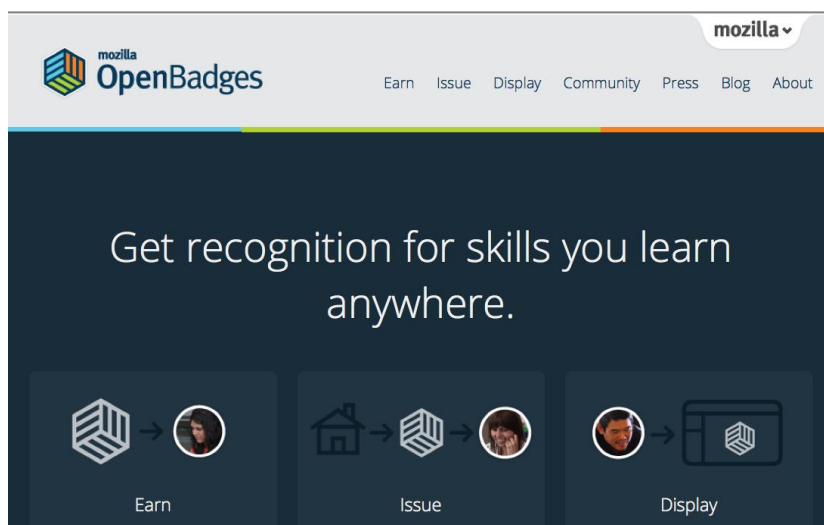 mozilla
mozilla
OpenBadges
Earn Issue Display Community Press Blog About
Get recognition for skills you learn
anywhere.
Earn Issue Display